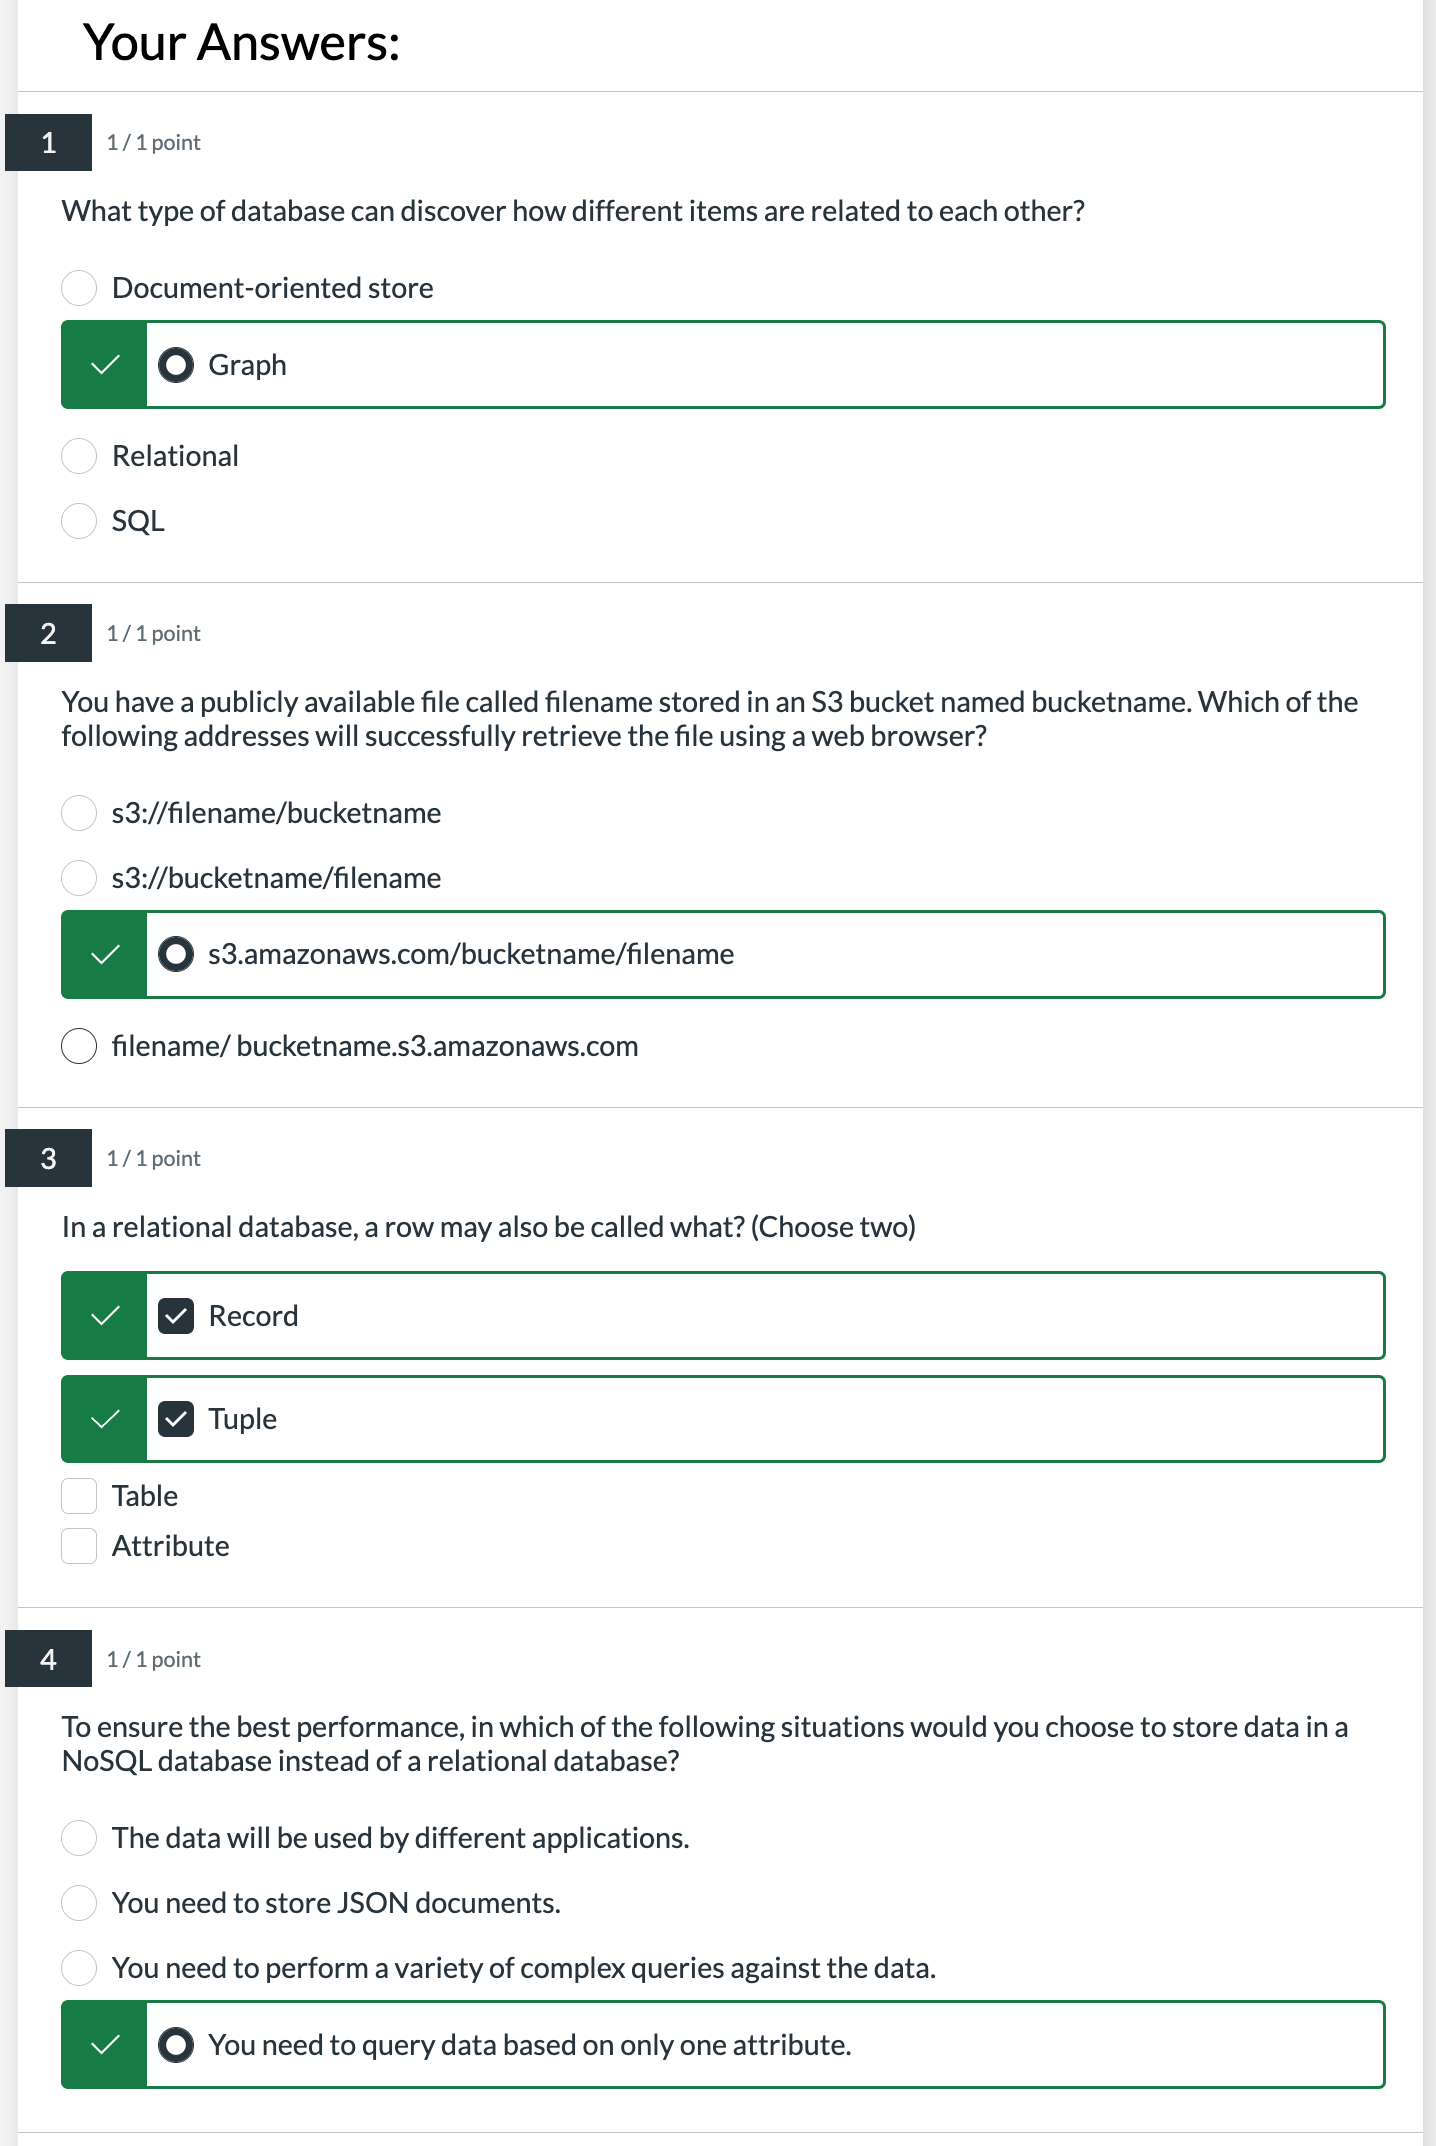 Your Answers:
1
1 / 1 point
What type of database can discover how different items are related to each other?
Document-oriented store
Graph
Relational
SQL
2
1 / 1 point
You have a publicly available file called filename stored in an S3 bucket named bucketname. Which of the
following addresses will successfully retrieve the file using a web browser?
s3://filename/bucketname
s3://bucketname/filename
s3.amazonaws.com/bucketname/filename
filename/ bucketname.s3.amazonaws.com
3
1 / 1 point
In a relational database, a row may also be called what? (Choose two)
Record
Tuple
Table
Attribute
4
1 / 1 point
To ensure the best performance, in which of the following situations would you choose to store data in a
NoSQL database instead of a relational database?
The data will be used by different applications.
You need to store JSON documents.
You need to perform a variety of complex queries against the data.
You need to query data based on only one attribute.